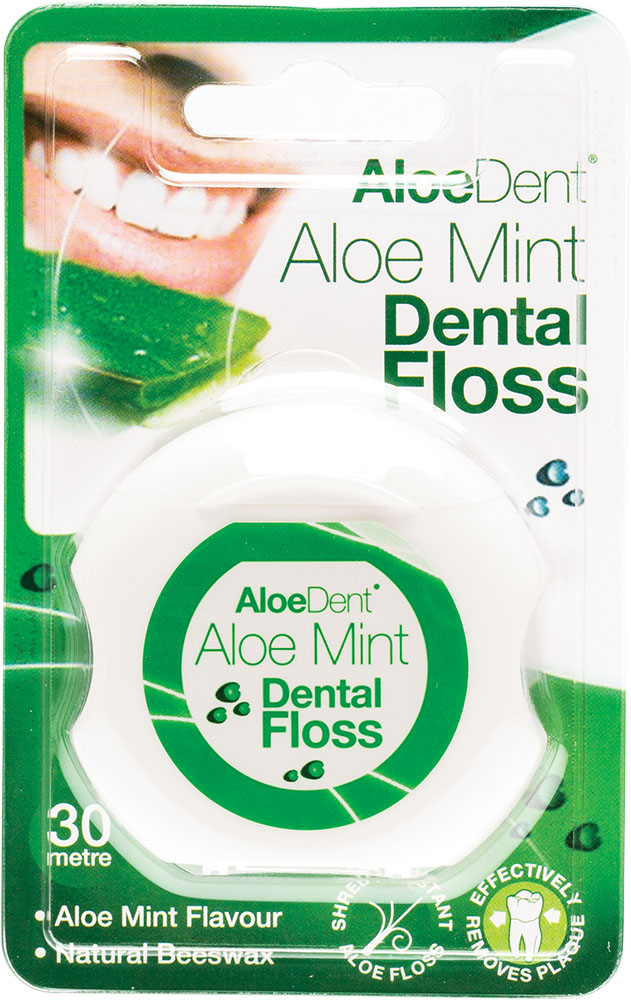 AloeDent®
Aloe Mint
Dental
Floss
AloeDent
Aloe Mint
Dental
Floss
30
metre
• Aloe Mint Flavour
• Natural Beeswax
ALOE FLOSS
EFFECTIVELY
REMOVES PLAQUE